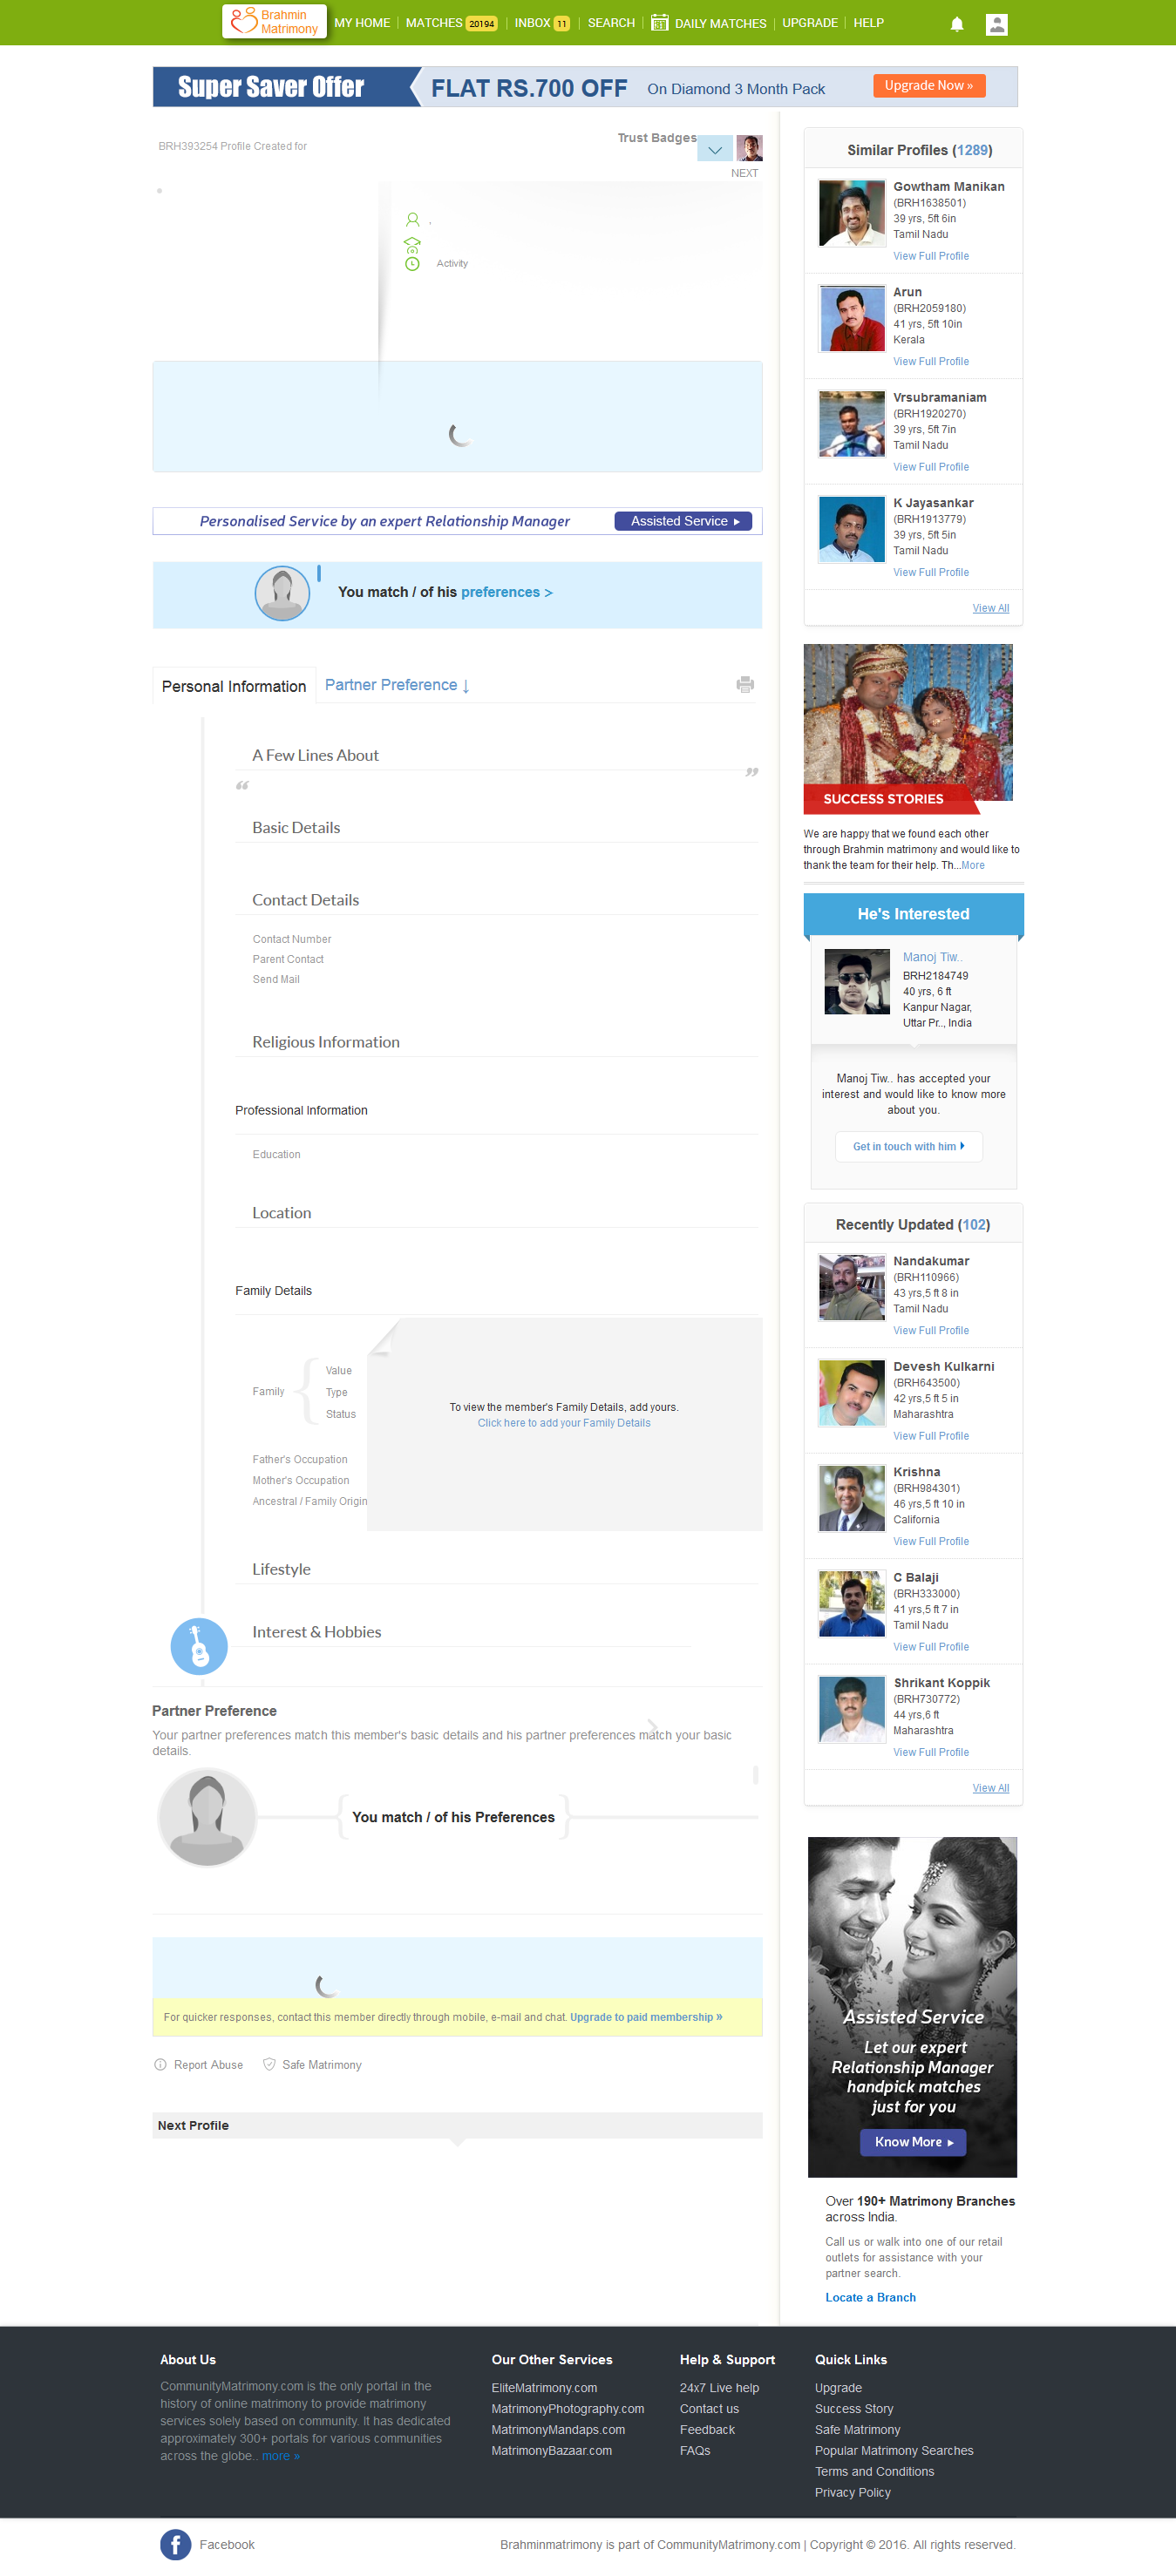 Brahmin
Matrimony
MY HOME
MATCHES 20194
INBOX 11
SEARCH
DAILY MATCHES
UPGRADE
HELP
Super Saver Offer
FLAT RS.700 OFF
On Diamond 3 Month Pack
Upgrade Now »
BRH393254 Profile Created for
Trust Badges
NEXT
Activity
Personalised Service by an expert Relationship Manager
Assisted Service
You match / of his preferences >
Personal Information
Partner Preference ↓
A Few Lines About
“
”
Basic Details
Contact Details
Contact Number
Parent Contact
Send Mail
Religious Information
Professional Information
Education
Location
Family Details
Family
Value
Type
Status
Father's Occupation
Mother's Occupation
Ancestral / Family Origin
To view the member's Family Details, add yours.
Click here to add your Family Details
Lifestyle
Interest & Hobbies
Partner Preference
Your partner preferences match this member's basic details and his partner preferences match your basic
details.
You match / of his Preferences
For quicker responses, contact this member directly through mobile, e-mail and chat. Upgrade to paid membership »
Report Abuse
Safe Matrimony
Next Profile
Similar Profiles (1289)
Gowtham Manikan
(BRH1638501)
39 yrs, 5ft 6in
Tamil Nadu
View Full Profile
Arun
(BRH2059180)
41 yrs, 5ft 10in
Kerala
View Full Profile
Vrsubramaniam
(BRH1920270)
39 yrs, 5ft 7in
Tamil Nadu
View Full Profile
K Jayasankar
(BRH1913779)
39 yrs, 5ft 5in
Tamil Nadu
View Full Profile
View All
SUCCESS STORIES
We are happy that we found each other
through Brahmin matrimony and would like to
thank the team for their help. Th...More
He's Interested
Manoj Tiw..
BRH2184749
40 yrs, 6 ft
Kanpur Nagar,
Uttar Pr.., India
Manoj Tiw.. has accepted your
interest and would like to know more
about you.
Get in touch with him
Recently Updated (102)
Nandakumar
(BRH110966)
43 yrs,5 ft 8 in
Tamil Nadu
View Full Profile
Devesh Kulkarni
(BRH643500)
42 yrs,5 ft 5 in
Maharashtra
View Full Profile
Krishna
(BRH984301)
46 yrs,5 ft 10 in
California
View Full Profile
C Balaji
(BRH333000)
41 yrs,5 ft 7 in
Tamil Nadu
View Full Profile
Shrikant Koppik
(BRH730772)
44 yrs,6 ft
Maharashtra
View Full Profile
View All
Assisted Service
Let our expert
Relationship Manager
handpick matches
just for you
Know More
Over 190+ Matrimony Branches
across India.
Call us or walk into one of our retail
outlets for assistance with your
partner search.
Locate a Branch
About Us
CommunityMatrimony.com is the only portal in the
history of online matrimony to provide matrimony
services solely based on community. It has dedicated
approximately 300+ portals for various communities
across the globe.. more »
Our Other Services
EliteMatrimony.com
MatrimonyPhotography.com
MatrimonyMandaps.com
MatrimonyBazaar.com
Help & Support
24x7 Live help
Contact us
Feedback
FAQs
Quick Links
Upgrade
Success Story
Safe Matrimony
Popular Matrimony Searches
Terms and Conditions
Privacy Policy
Facebook
Brahminmatrimony is part of CommunityMatrimony.com | Copyright © 2016. All rights reserved.